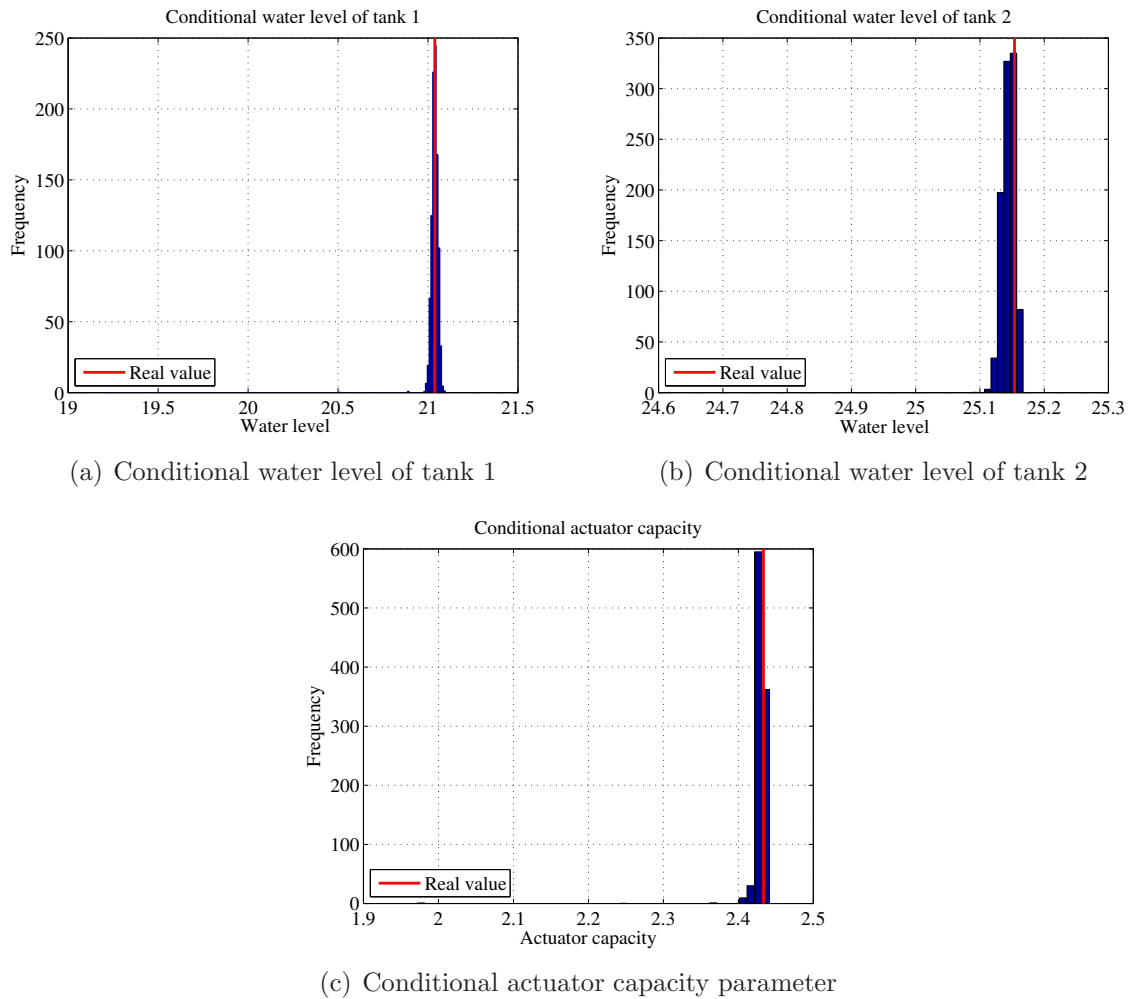 Conditional water level of tank 1
250
200
150
100
50
0
Frequency
19 19.5 20 20.5 21 21.5
Water level
Real value
(a) Conditional water level of tank 1
Conditional water level of tank 2
350
300
250
200
150
100
50
0
Frequency
24.6 24.7 24.8 24.9 25 25.1 25.2 25.3
Water level
Real value
(b) Conditional water level of tank 2
Conditional actuator capacity
600
500
400
300
200
100
0
Frequency
1.9 2 2.1 2.2 2.3 2.4 2.5
Actuator capacity
Real value
(c) Conditional actuator capacity parameter